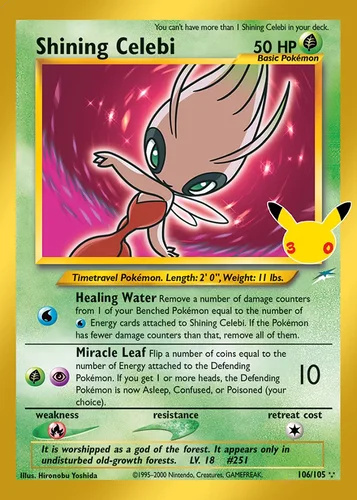 You can't have more than 1 Shining Celebi in your deck.
Shining Celebi 50 HP
Basic Pokémon
30
Timetravel Pokémon. Length: 2' 0", Weight: 11 lbs.
Healing Water Remove a number of damage counters
from 1 of your Benched Pokémon equal to the number of
Energy cards attached to Shining Celebi. If the Pokémon
has fewer damage counters than that, remove all of them.
Miracle Leaf Flip a number of coins equal to the
number of Energy attached to the Defending
Pokémon. If you get 1 or more heads, the Defending
Pokémon is now Asleep, Confused, or Poisoned (your
choice).
10
weakness resistance retreat cost
It is worshiped as a god of the forest. It appears only in
undisturbed old-growth forests. LV. 18 #251
Illus. Hironobu Yoshida ©1995-2000 Nintendo, Creatures, GAMEFREAK. 106/105